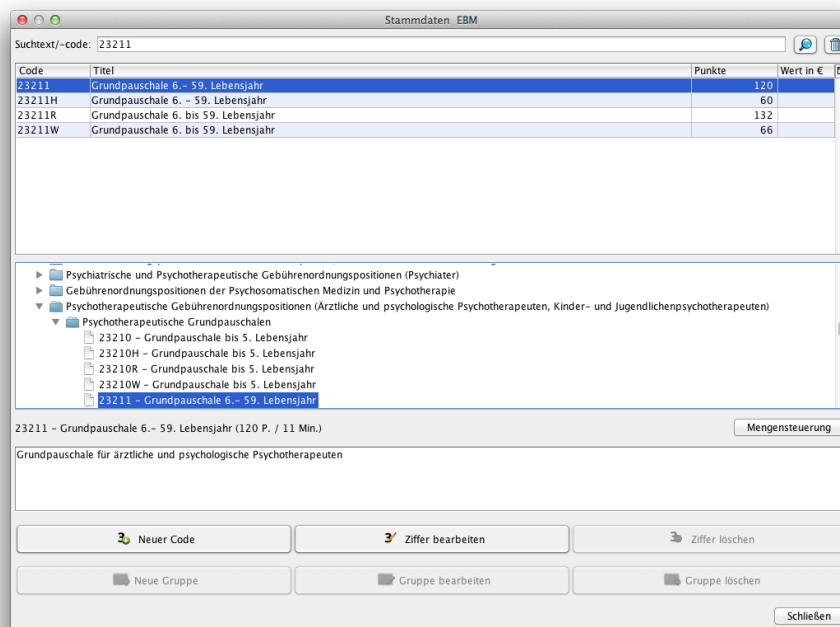 Stammdaten EBM
Suchtext/-code: 23211
Code Titel Punkte Wert in €
23211 Grundpauschale 6.- 59. Lebensjahr 120
23211H Grundpauschale 6. - 59. Lebensjahr 60
23211R Grundpauschale 6. bis 59. Lebensjahr 132
23211W Grundpauschale 6. bis 59. Lebensjahr 66
Psychiatrische und Psychotherapeutische Gebührenordnungspositionen (Psychiater)
Gebührenordnungspositionen der Psychosomatischen Medizin und Psychotherapie
Psychotherapeutische Gebührenordnungspositionen (Ärztliche und psychologische Psychotherapeuten, Kinder- und Jugendlichenpsychotherapeuten)
Psychotherapeutische Grundpauschalen
23210 - Grundpauschale bis 5. Lebensjahr
23210H - Grundpauschale bis 5. Lebensjahr
23210R - Grundpauschale bis 5. Lebensjahr
23210W - Grundpauschale bis 5. Lebensjahr
23211 - Grundpauschale 6.- 59. Lebensjahr
23211 - Grundpauschale 6.- 59. Lebensjahr (120 P. / 11 Min.)
Mengensteuerung
Grundpauschale für ärztliche und psychologische Psychotherapeuten
Neuer Code Ziffer bearbeiten Ziffer löschen
Neue Gruppe Gruppe bearbeiten Gruppe löschen
Schließen